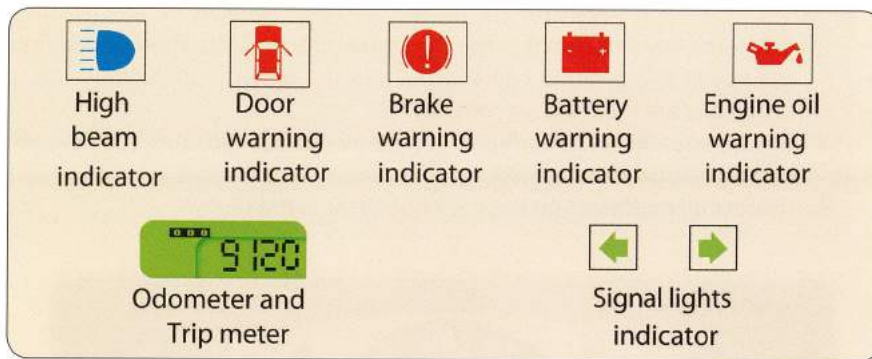 High
beam
indicator
Door
warning
indicator
Brake
warning
indicator
Battery
warning
indicator
Engine oil
warning
indicator
000
9120
Odometer and
Trip meter
Signal lights
indicator